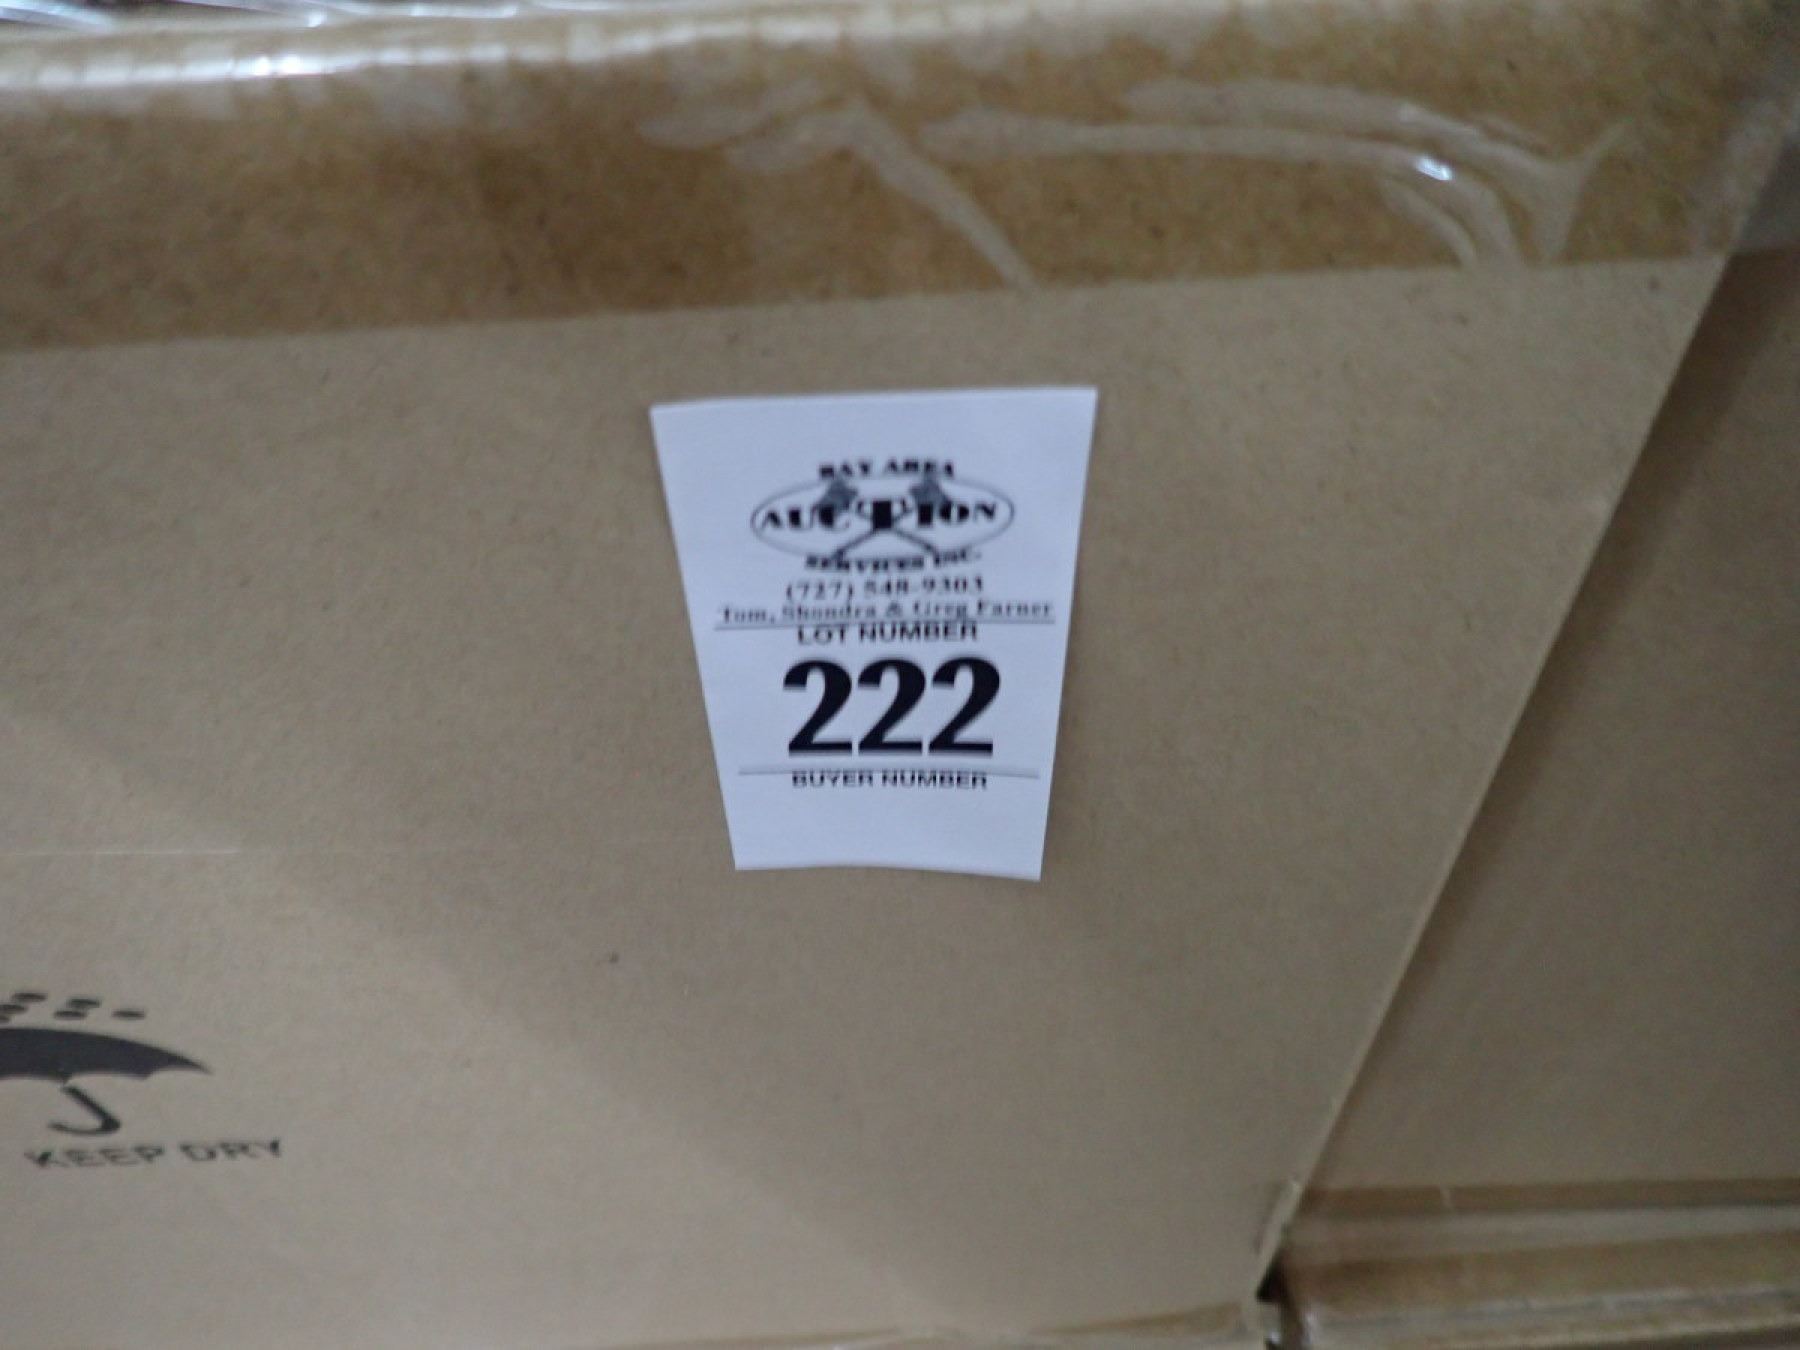 BAY AREA
AUCTION
SERVICES INC.
(727) 548-9303
Tom, Shondra & Greg Farner
LOT NUMBER
222
BUYER NUMBER
KEEP DRY